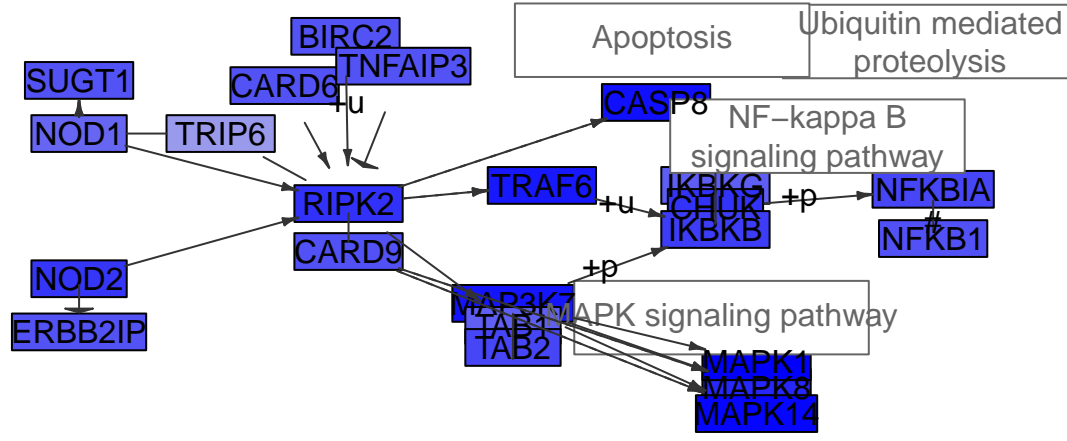 Apoptosis
Ubiquitin mediated
proteolysis
BIRC2
TNFAIP3
SUGT1
CARD6
+u
CASP8
NF−kappa B
signaling pathway
NOD1
TRIP6
TRAF6
IKBKG
NFKBIA
RIPK2
+u
CHUK
+p
IKBKB
#
NFKB1
CARD9
+p
NOD2
MAP3K7
MAPK signaling pathway
TAB1
ERBB2IP
TAB2
MAPK1
MAPK8
MAPK14